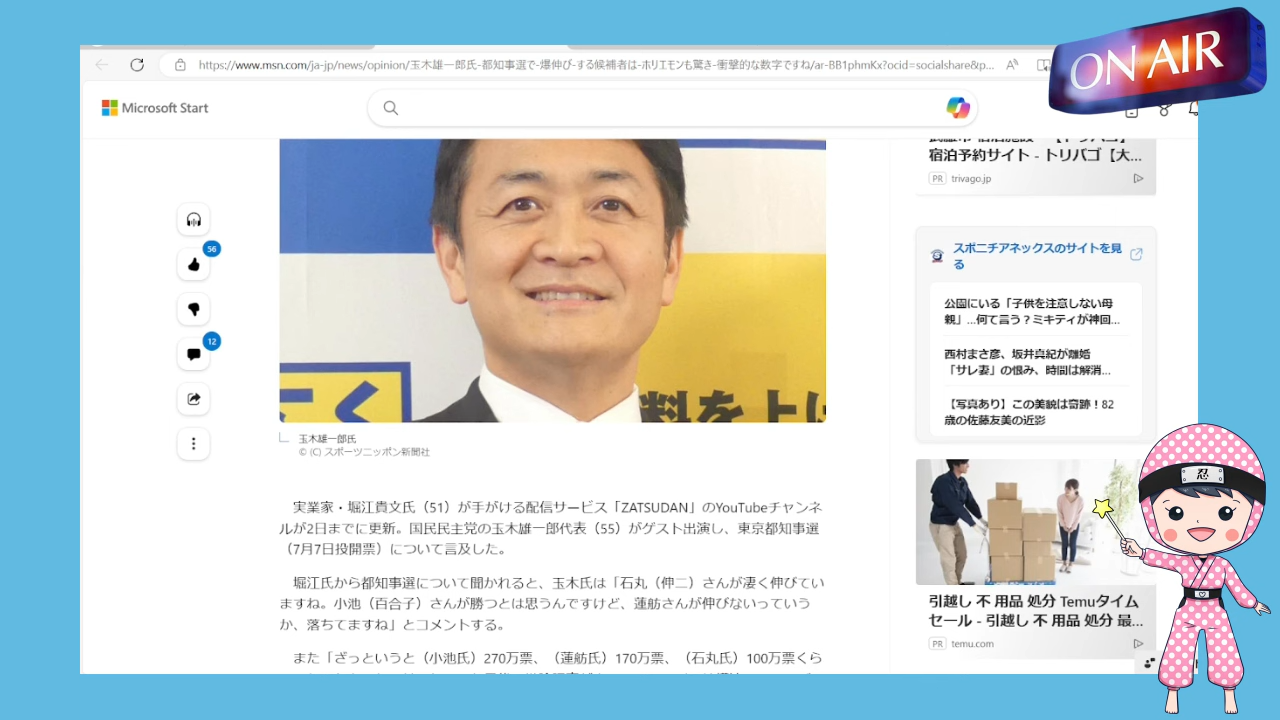 ON AIR
https://www.msn.com/ja-jp/news/opinion/玉木雄一郎氏-都知事選で-爆伸び-する候補者は-ホリエモンも驚き-衝撃的な数字ですね/ar-BB1phmKx?ocid=socialshare&p...
Microsoft Start
宿泊予約サイト - トリバゴ【大...
PR trivago.jp
56
12
スポニチアネックスのサイトを見
る
公園にいる「子供を注意しない母
親」...何て言う？ミキティが神回...
西村まさ彦、坂井真紀が離婚
「サレ妻」の恨み、時間は解消...
【写真あり】この美貌は奇跡！82
歳の佐藤友美の近影
にく
料を上げ
玉木雄一郎氏
© (C) スポーツニッポン新聞社
忍
実業家・堀江貴文氏（51）が手がける配信サービス「ZATSUDAN」のYouTubeチャンネ
ルが2日までに更新。国民民主党の玉木雄一郎代表（55）がゲスト出演し、東京都知事選
（7月7日投開票）について言及した。
堀江氏から都知事選について聞かれると、玉木氏は「石丸（伸二）さんが凄く伸びてい
ますね。小池（百合子）さんが勝つとは思うんですけど、蓮舫さんが伸びないっていう
か、落ちてますね」とコメントする。
また「ざっというと（小池氏）270万票、（蓮舫氏）170万票、（石丸氏）100万票くら
引越し 不 用品 処分 Temuタイム
セール - 引越し 不 用品 処分 最...
PR temu.com